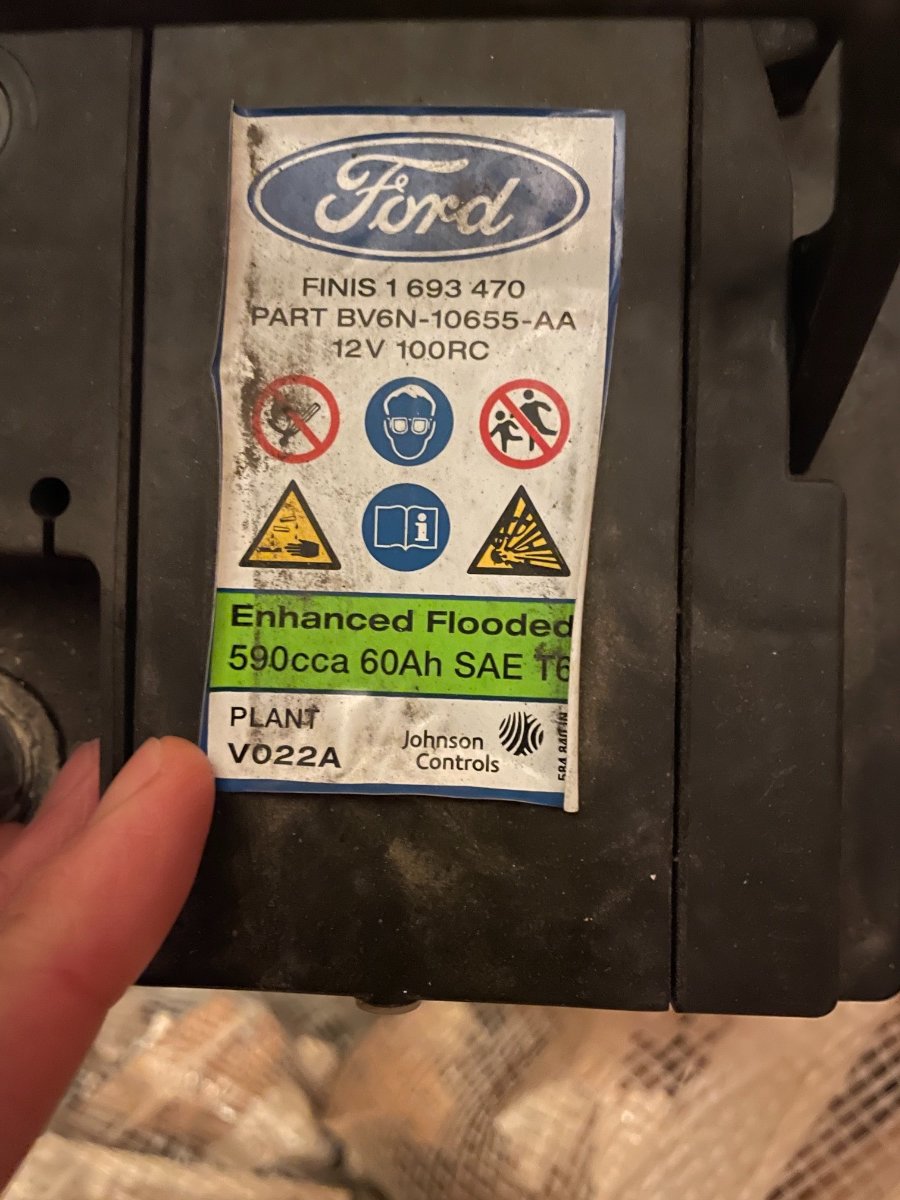 Ford
FINIS 1 693 470
PART BV6N-10655-AA
12V 100RC
i
Enhanced Flooded
590cca 60Ah SAE T6
PLANT
V022A
Johnson
Controls